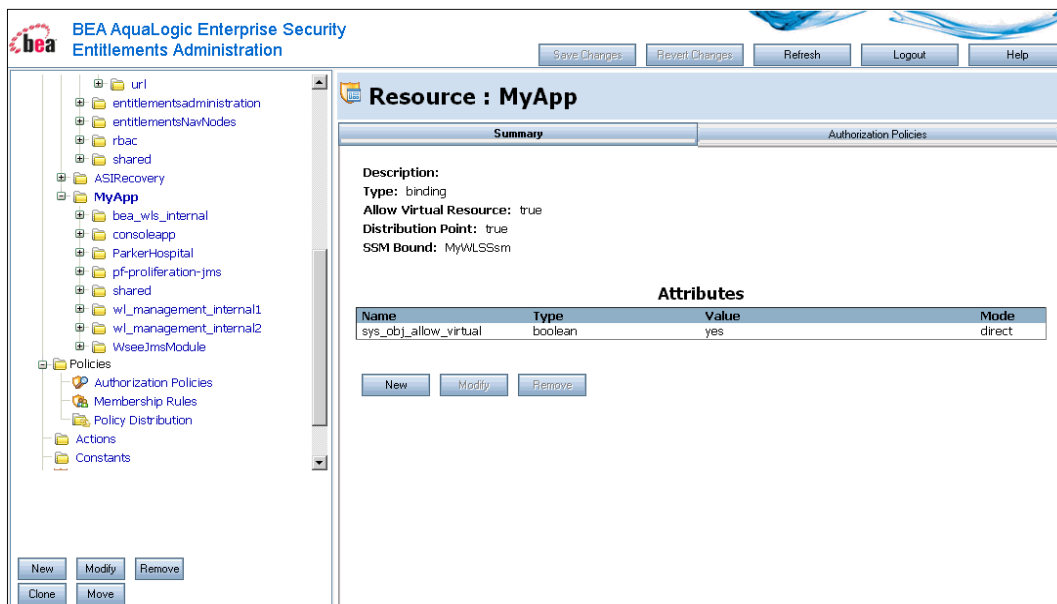 bea
BEA AquaLogic Enterprise Security
Entitlements Administration
Save Changes
Revert Changes
Refresh
Logout
Help
url
entitlementsadministration
entitlementsNavNodes
rbac
shared
ASIRecovery
MyApp
bea_wls_internal
consoleapp
ParkerHospital
pf-proliferation-jms
shared
wl_management_internal1
wl_management_internal2
WseeJmsModule
Policies
Authorization Policies
Membership Rules
Policy Distribution
Actions
Constants
New
Modify
Remove
Clone
Move
Resource : MyApp
Summary
Authorization Policies
Description:
Type: binding
Allow Virtual Resource: true
Distribution Point: true
SSM Bound: MyWLSSsm
Attributes
Name Type Value Mode
sys_obj_allow_virtual boolean yes direct
New
Modify
Remove